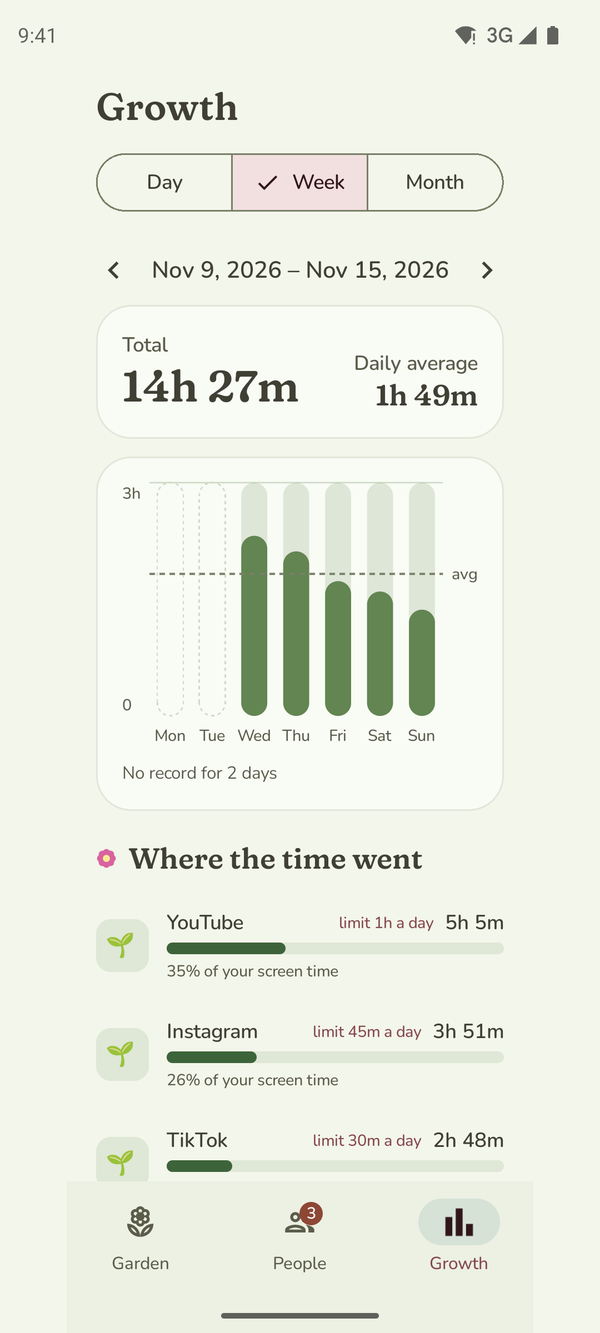 9:41
3G
Growth
Day
Week
Month
Nov 9, 2026 – Nov 15, 2026
Total
14h 27m
Daily average
1h 49m
3h
avg
0
Mon Tue Wed Thu Fri Sat Sun
No record for 2 days
Where the time went
YouTube limit 1h a day 5h 5m
35% of your screen time
Instagram limit 45m a day 3h 51m
26% of your screen time
TikTok limit 30m a day 2h 48m
3
Garden
People
Growth